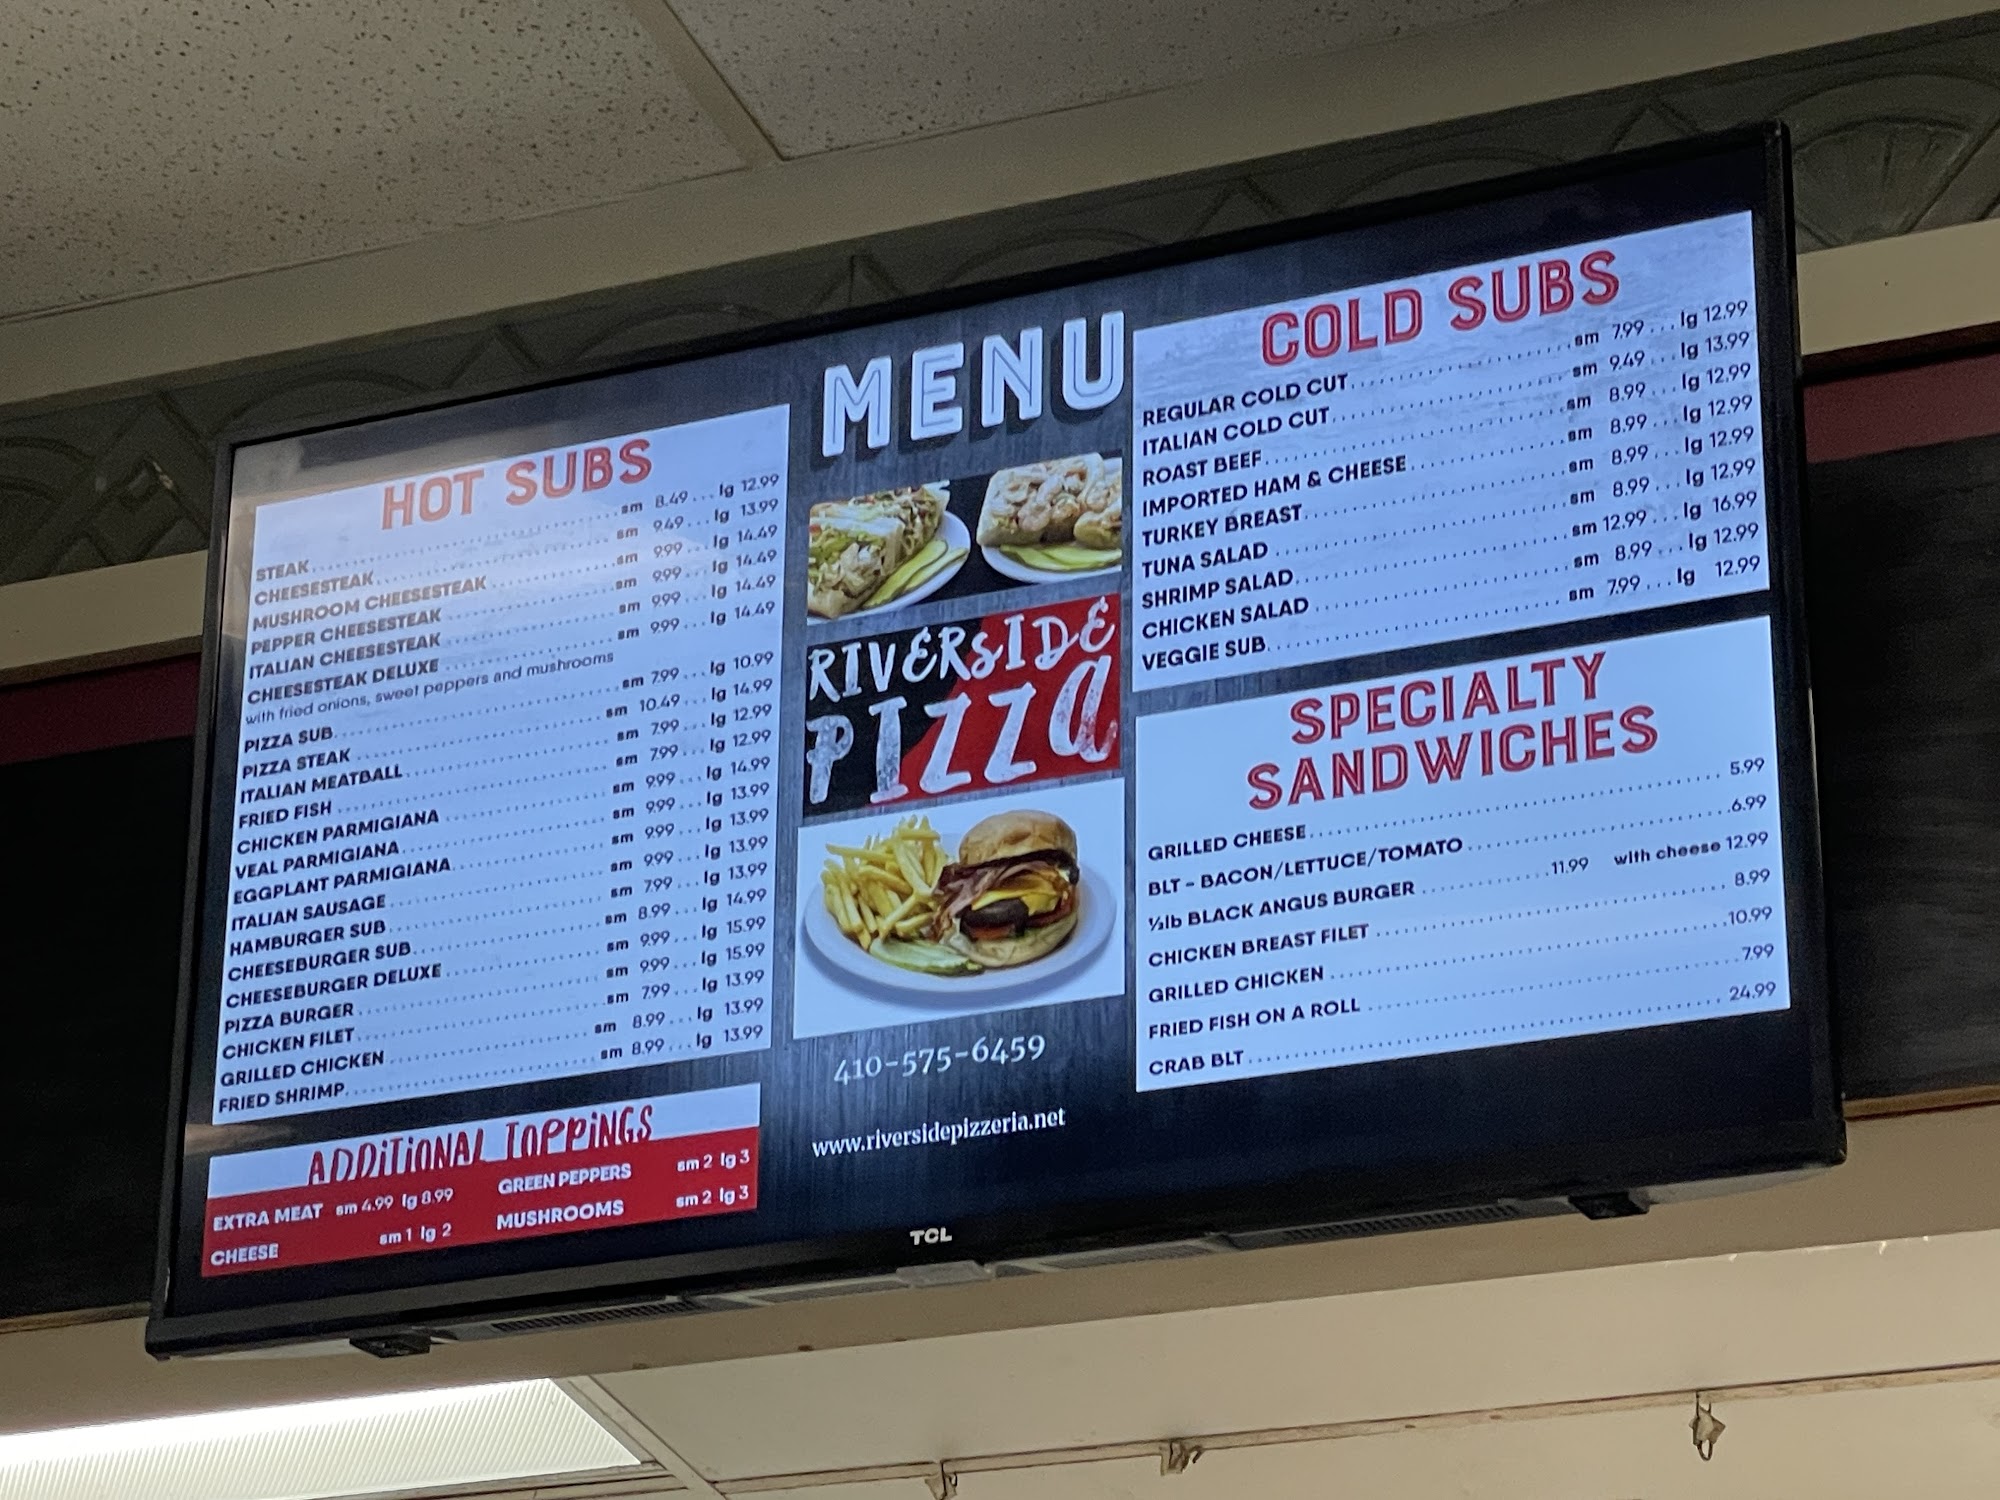 MENU
HOT SUBS
STEAK sm 8.49 ... lg 12.99
CHEESESTEAK sm 9.49 ... lg 13.99
MUSHROOM CHEESESTEAK sm 9.99 ... lg 14.49
PEPPER CHEESESTEAK sm 9.99 ... lg 14.49
ITALIAN CHEESESTEAK sm 9.99 ... lg 14.49
CHEESESTEAK DELUXE sm 9.99 ... lg 14.49
with fried onions, sweet peppers and mushrooms
PIZZA SUB sm 7.99 ... lg 10.99
PIZZA STEAK sm 10.49 ... lg 14.99
ITALIAN MEATBALL sm 7.99 ... lg 12.99
FRIED FISH sm 7.99 ... lg 12.99
CHICKEN PARMIGIANA sm 9.99 ... lg 14.99
VEAL PARMIGIANA sm 9.99 ... lg 13.99
EGGPLANT PARMIGIANA sm 9.99 ... lg 13.99
ITALIAN SAUSAGE sm 9.99 ... lg 13.99
HAMBURGER SUB sm 7.99 ... lg 13.99
CHEESEBURGER SUB sm 8.99 ... lg 14.99
CHEESEBURGER DELUXE sm 9.99 ... lg 15.99
PIZZA BURGER sm 9.99 ... lg 15.99
CHICKEN FILET sm 7.99 ... lg 13.99
GRILLED CHICKEN sm 8.99 ... lg 13.99
FRIED SHRIMP sm 8.99 ... lg 13.99
ADDITIONAL TOPPINGS
EXTRA MEAT sm 4.99 lg 8.99 GREEN PEPPERS sm 2 lg 3
CHEESE sm 1 lg 2 MUSHROOMS sm 2 lg 3
RIVERSIDE
PIZZA
410-575-6459
www.riversidepizzeria.net
COLD SUBS
REGULAR COLD CUT sm 7.99 ... lg 12.99
ITALIAN COLD CUT sm 9.49 ... lg 13.99
ROAST BEEF sm 8.99 ... lg 12.99
IMPORTED HAM & CHEESE sm 8.99 ... lg 12.99
TURKEY BREAST sm 8.99 ... lg 12.99
TUNA SALAD sm 8.99 ... lg 12.99
SHRIMP SALAD sm 12.99 ... lg 16.99
CHICKEN SALAD sm 8.99 ... lg 12.99
VEGGIE SUB sm 7.99 ... lg 12.99
SPECIALTY
SANDWICHES
GRILLED CHEESE 5.99
BLT - BACON/LETTUCE/TOMATO 6.99
½lb BLACK ANGUS BURGER 11.99 with cheese 12.99
CHICKEN BREAST FILET 8.99
GRILLED CHICKEN 10.99
FRIED FISH ON A ROLL 7.99
CRAB BLT 24.99
TCL